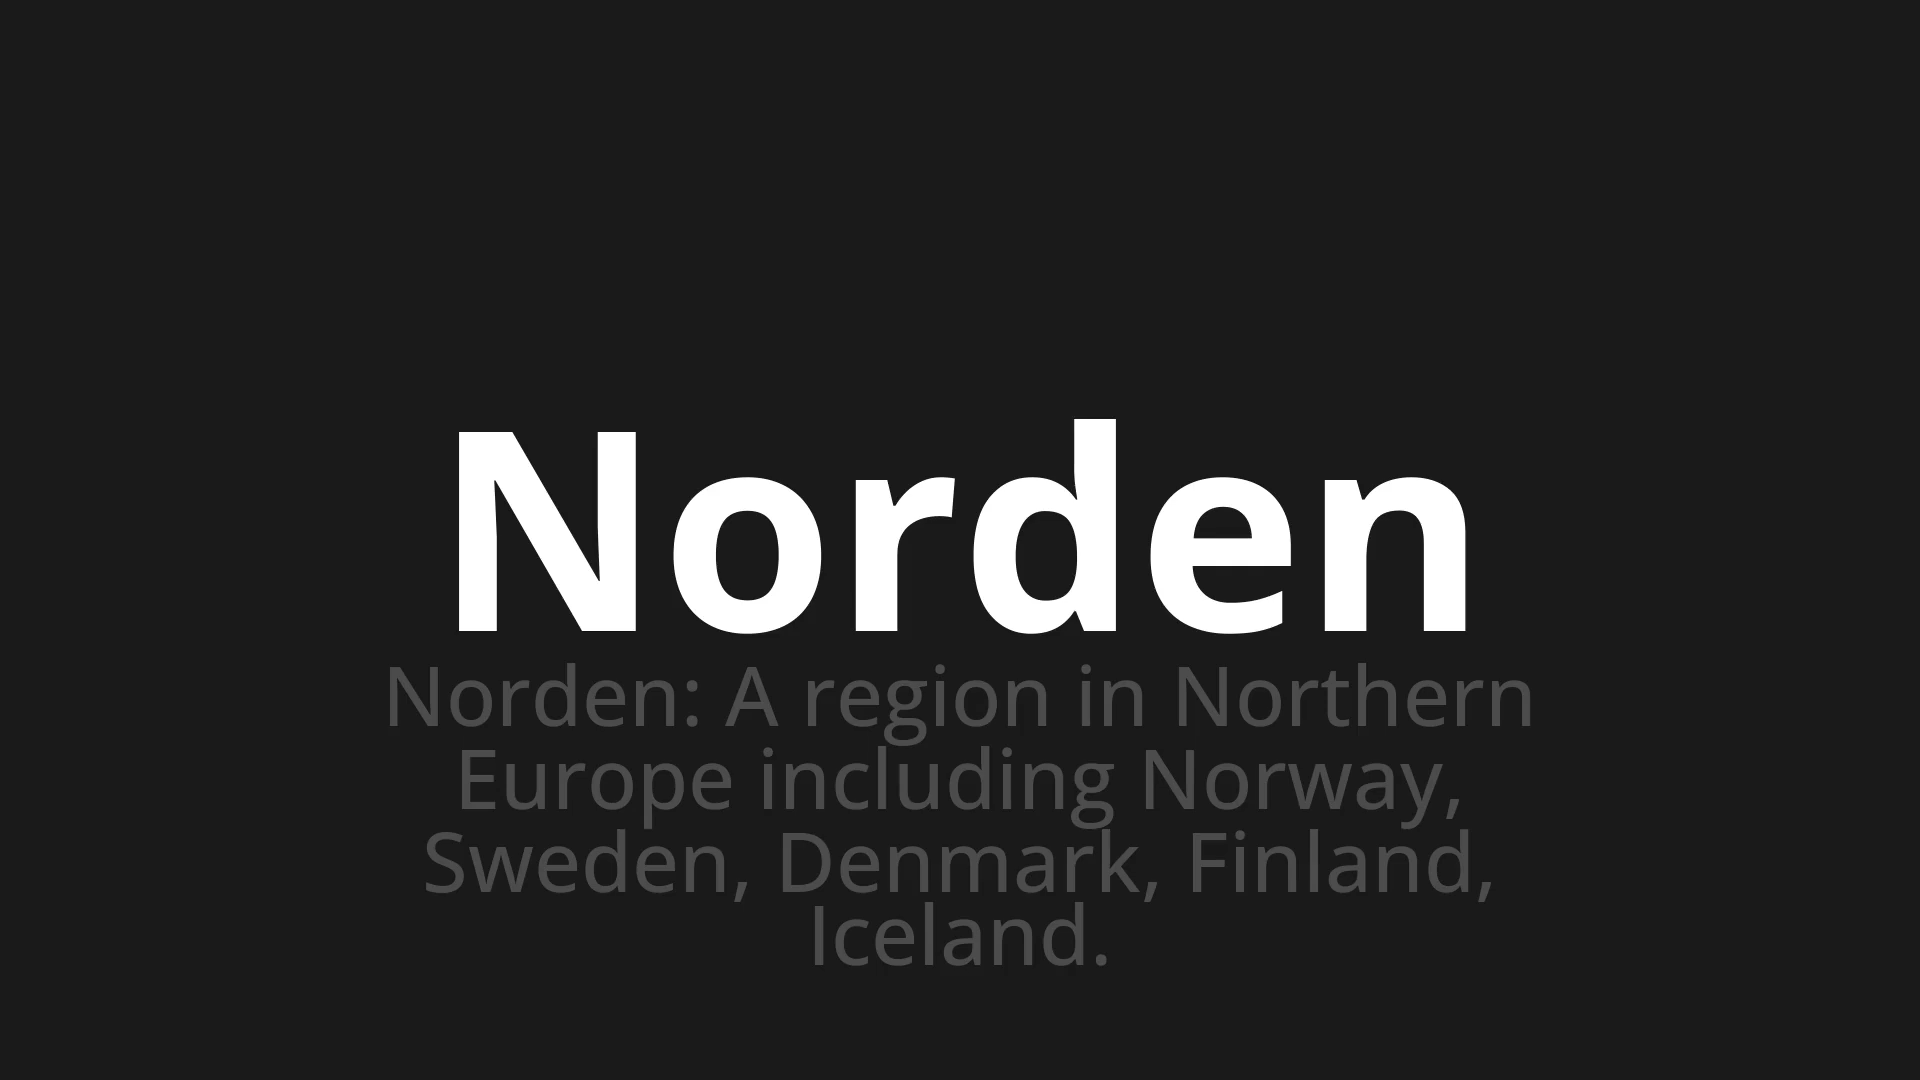 Norden
Norden: A region in Northern
Europe including Norway,
Sweden, Denmark, Finland,
Iceland.